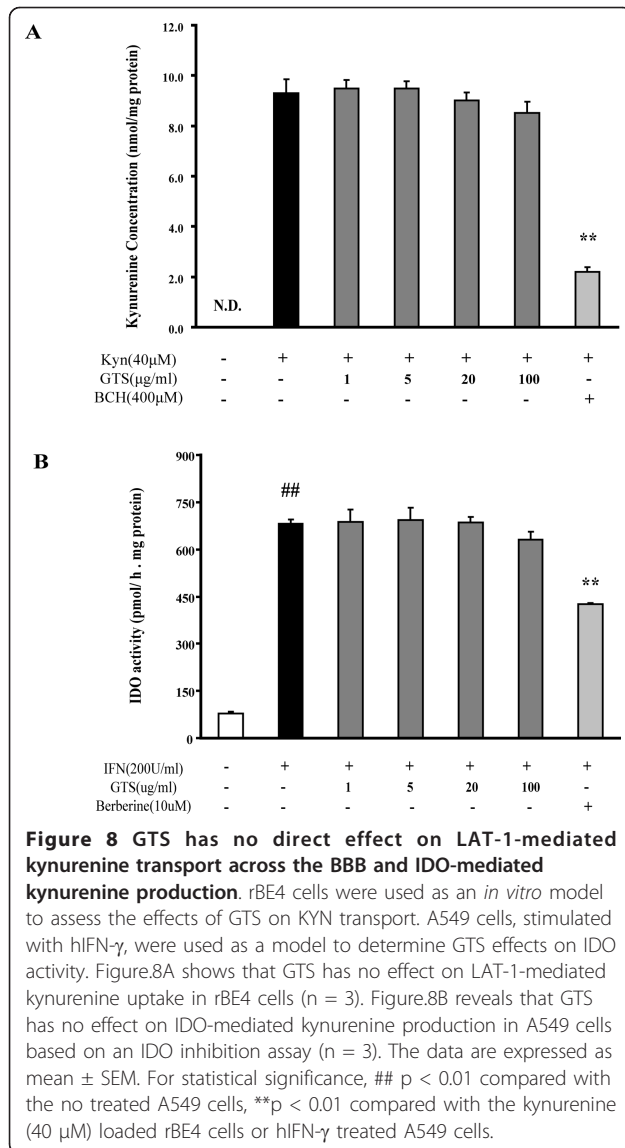 A
Kynurenine Concentration (nmol/mg protein)
12.0
10.0
8.0
6.0
4.0
2.0
0.0
N.D.
**
Kyn(40μM) - + + + + + +
GTS(μg/ml) - - 1 5 20 100 -
BCH(400μM) - - - - - - +
B
IDO activity (pmol/ h . mg protein)
900
750
600
450
300
150
0
##
**
IFN(200U/ml) - + + + + + +
GTS(ug/ml) - - 1 5 20 100 -
Berberine(10uM) - - - - - - +
Figure 8 GTS has no direct effect on LAT-1-mediated
kynurenine transport across the BBB and IDO-mediated
kynurenine production. rBE4 cells were used as an in vitro model
to assess the effects of GTS on KYN transport. A549 cells, stimulated
with hIFN-γ, were used as a model to determine GTS effects on IDO
activity. Figure.8A shows that GTS has no effect on LAT-1-mediated
kynurenine uptake in rBE4 cells (n = 3). Figure.8B reveals that GTS
has no effect on IDO-mediated kynurenine production in A549 cells
based on an IDO inhibition assay (n = 3). The data are expressed as
mean ± SEM. For statistical significance, ## p < 0.01 compared with
the no treated A549 cells, **p < 0.01 compared with the kynurenine
(40 μM) loaded rBE4 cells or hIFN-γ treated A549 cells.